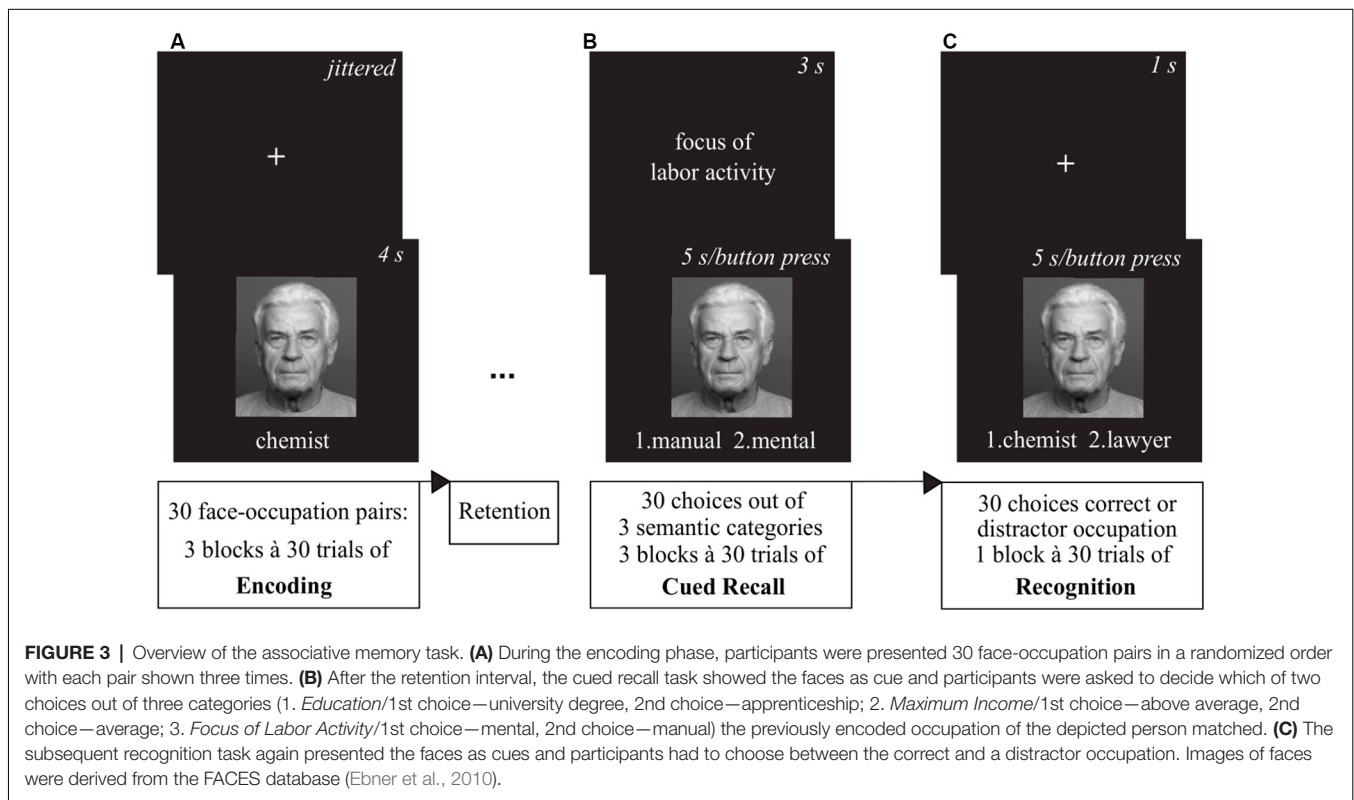 A
jittered
+
4 s
chemist
30 face-occupation pairs:
3 blocks à 30 trials of
Encoding
...
Retention
B
3 s
focus of
labor activity
5 s/button press
1.manual 2.mental
30 choices out of
3 semantic categories
3 blocks à 30 trials of
Cued Recall
C
1 s
+
5 s/button press
1.chemist 2.lawyer
30 choices correct or
distractor occupation
1 block à 30 trials of
Recognition
FIGURE 3 | Overview of the associative memory task. (A) During the encoding phase, participants were presented 30 face-occupation pairs in a randomized order
with each pair shown three times. (B) After the retention interval, the cued recall task showed the faces as cue and participants were asked to decide which of two
choices out of three categories (1. Education/1st choice—university degree, 2nd choice—apprenticeship; 2. Maximum Income/1st choice—above average, 2nd
choice—average; 3. Focus of Labor Activity/1st choice—mental, 2nd choice—manual) the previously encoded occupation of the depicted person matched. (C) The
subsequent recognition task again presented the faces as cues and participants had to choose between the correct and a distractor occupation. Images of faces
were derived from the FACES database (Ebner et al., 2010).